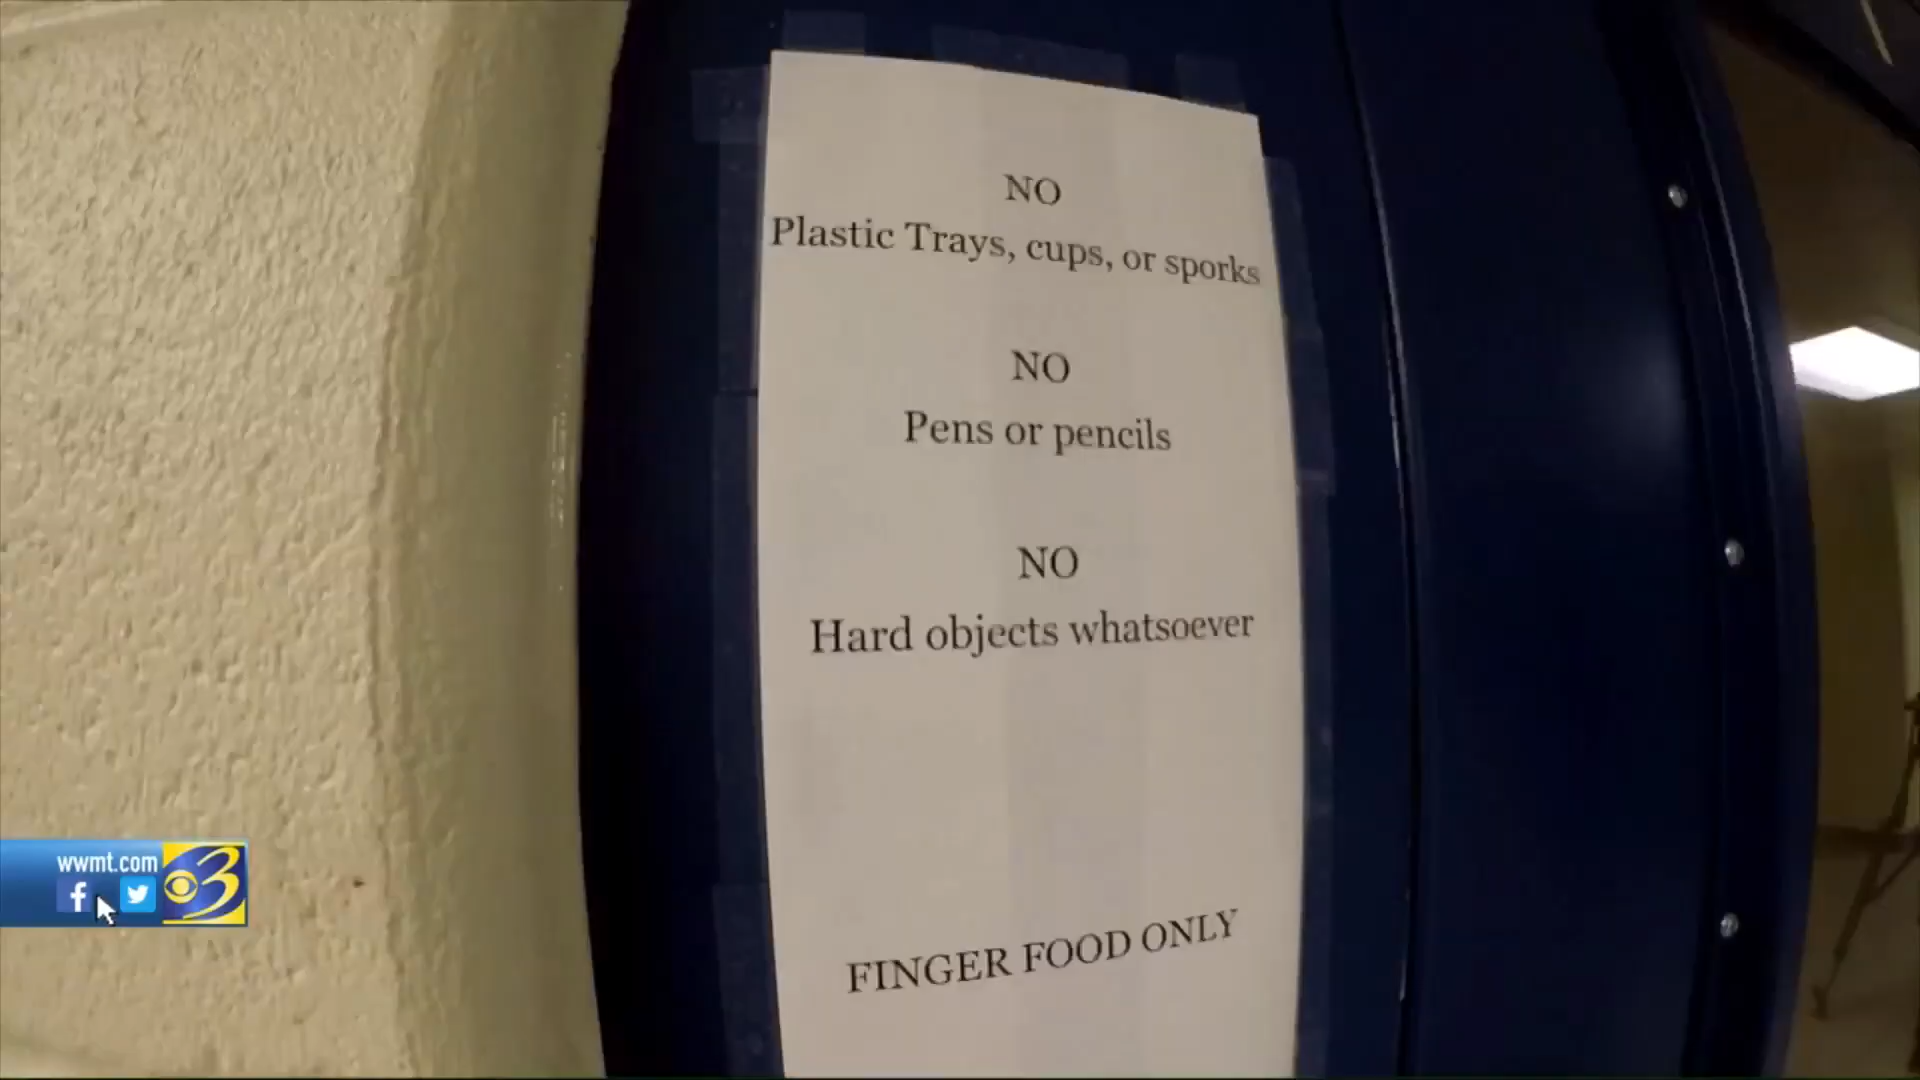 NO
Plastic Trays, cups, or sporks
NO
Pens or pencils
NO
Hard objects whatsoever
FINGER FOOD ONLY
wwmt.com
f
3